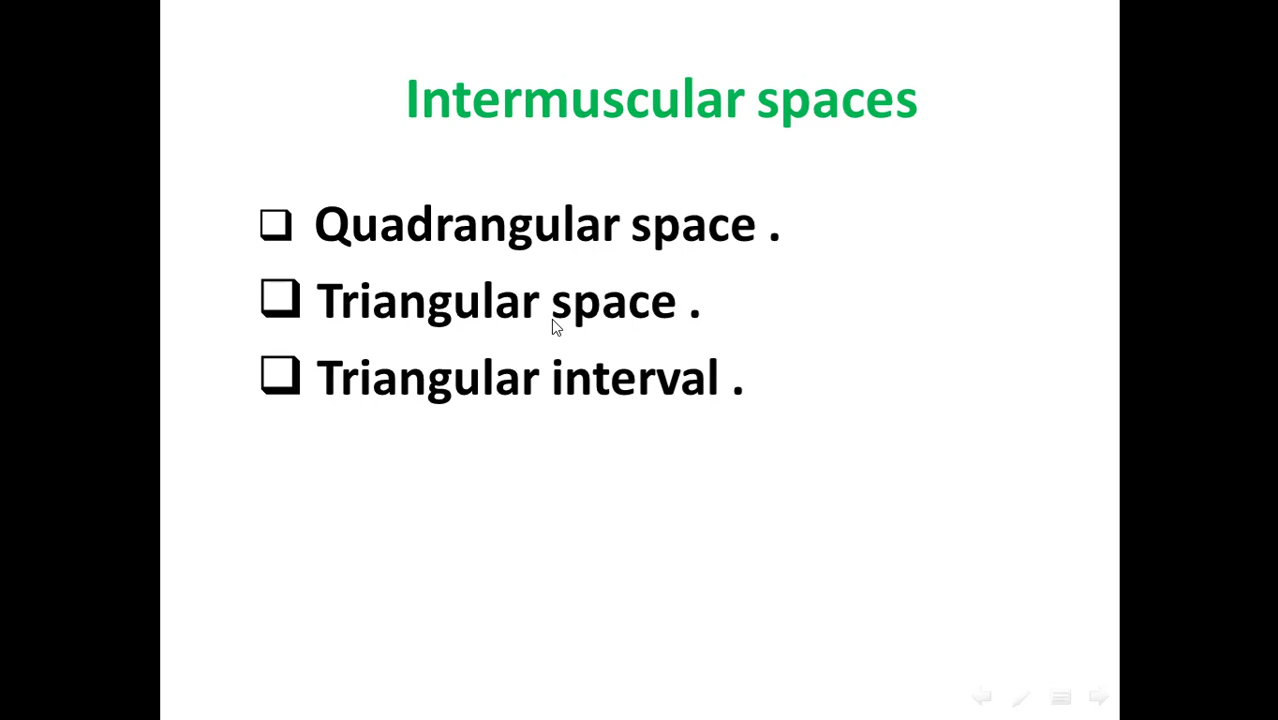 Intermuscular spaces
❑ Quadrangular space .
❑ Triangular space .
❑ Triangular interval .